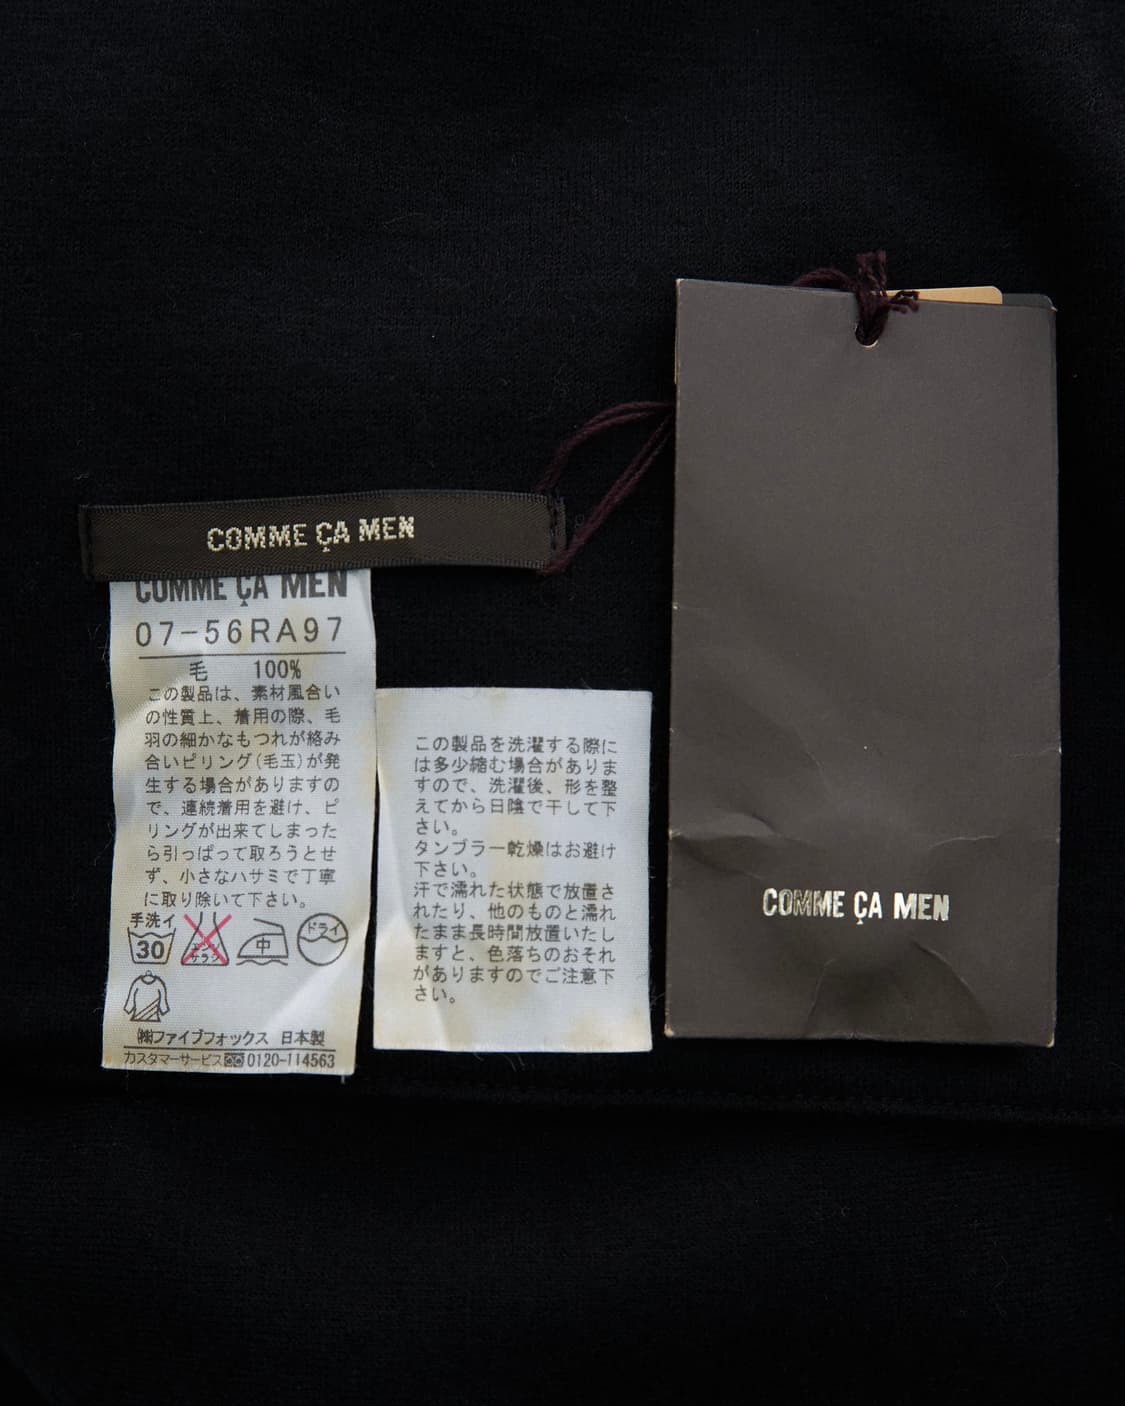 COMME ÇA MEN
COMME ÇA MEN
07-56RA97
毛 100%
この製品は、素材風合い
の性質上、着用の際、毛
羽の細かなもつれが絡み
合いピリング(毛玉)が発
生する場合がありますの
で、連続着用を避け、ピ
リングが出来てしまった
ら引っぱって取ろうとせ
ず、小さなハサミで丁寧
に取り除いて下さい。
手洗イ
30
エンソ
サラシ
中
ドライ
㈱ファイブフォックス 日本製
カスタマーサービス 0120-114563
この製品を洗濯する際に
は多少縮む場合がありま
すので、洗濯後、形を整
えてから日陰で干して下
さい。
タンブラー乾燥はお避け
下さい。
汗で濡れた状態で放置さ
れたり、他のものと濡れ
たまま長時間放置いたし
ますと、色落ちのおそれ
がありますのでご注意下
さい。
COMME ÇA MEN